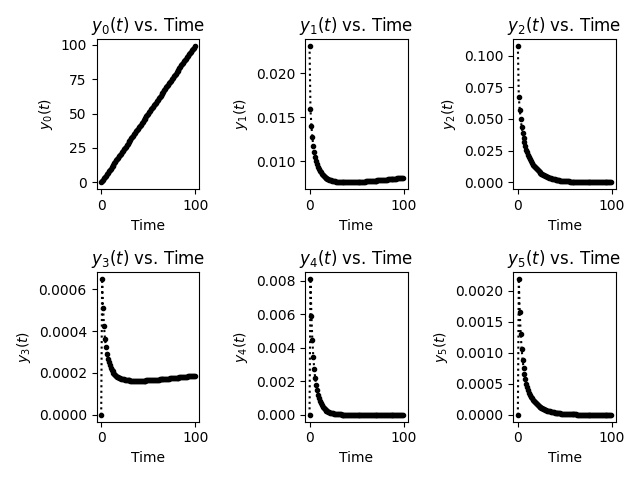 y₀(t) vs. Time
100
75
50
25
0
y₀(t)
0 100
Time
y₁(t) vs. Time
0.020
0.015
0.010
y₁(t)
0 100
Time
y₂(t) vs. Time
0.100
0.075
0.050
0.025
0.000
y₂(t)
0 100
Time
y₃(t) vs. Time
0.0006
0.0004
0.0002
0.0000
y₃(t)
0 100
Time
y₄(t) vs. Time
0.008
0.006
0.004
0.002
0.000
y₄(t)
0 100
Time
y₅(t) vs. Time
0.0020
0.0015
0.0010
0.0005
0.0000
y₅(t)
0 100
Time